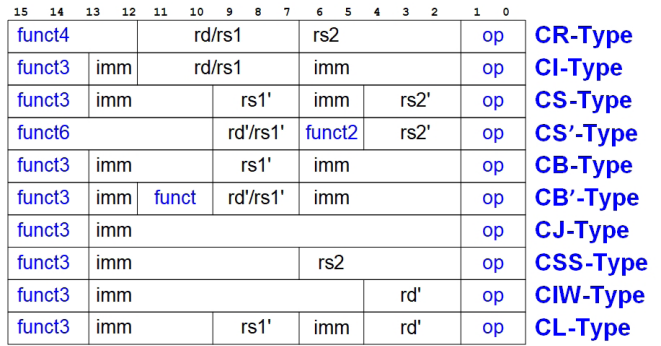 15 14 13 12 11 10 9 8 7 6 5 4 3 2 1 0
funct4 rd/rs1 rs2 op CR-Type
funct3 imm rd/rs1 imm op CI-Type
funct3 imm rs1' imm rs2' op CS-Type
funct6 rd'/rs1' funct2 rs2' op CS’-Type
funct3 imm rs1' imm op CB-Type
funct3 imm funct rd'/rs1' imm op CB’-Type
funct3 imm op CJ-Type
funct3 imm rs2 op CSS-Type
funct3 imm rd' op CIW-Type
funct3 imm rs1' imm rd' op CL-Type